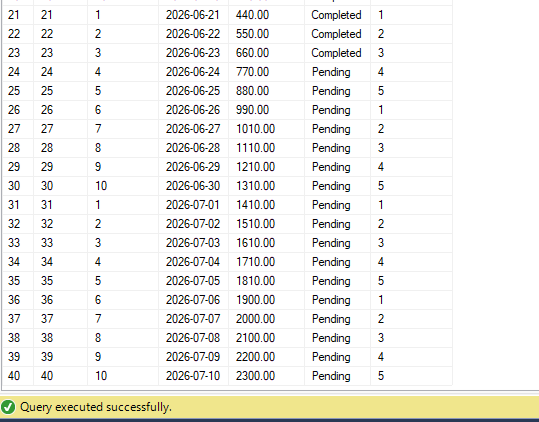 21 21 1 2026-06-21 440.00 Completed 1
22 22 2 2026-06-22 550.00 Completed 2
23 23 3 2026-06-23 660.00 Completed 3
24 24 4 2026-06-24 770.00 Pending 4
25 25 5 2026-06-25 880.00 Pending 5
26 26 6 2026-06-26 990.00 Pending 1
27 27 7 2026-06-27 1010.00 Pending 2
28 28 8 2026-06-28 1110.00 Pending 3
29 29 9 2026-06-29 1210.00 Pending 4
30 30 10 2026-06-30 1310.00 Pending 5
31 31 1 2026-07-01 1410.00 Pending 1
32 32 2 2026-07-02 1510.00 Pending 2
33 33 3 2026-07-03 1610.00 Pending 3
34 34 4 2026-07-04 1710.00 Pending 4
35 35 5 2026-07-05 1810.00 Pending 5
36 36 6 2026-07-06 1900.00 Pending 1
37 37 7 2026-07-07 2000.00 Pending 2
38 38 8 2026-07-08 2100.00 Pending 3
39 39 9 2026-07-09 2200.00 Pending 4
40 40 10 2026-07-10 2300.00 Pending 5
Query executed successfully.